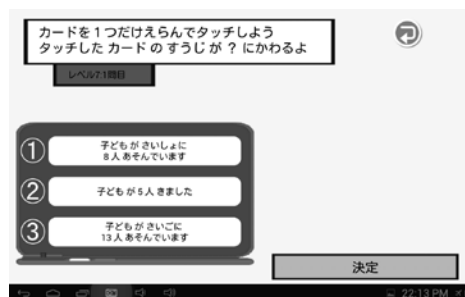 カードを1つだけえらんでタッチしよう
タッチした カード の すうじ が ? にかわるよ
レベル7.1問目
① 子ども が さいしょに
8人 あそんでいます
② 子ども が 5人 きました
③ 子ども が さいごに
13人 あそんでいます
決定
22:13 PM